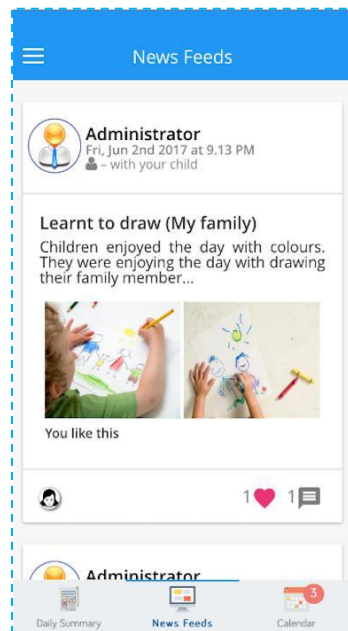 News Feeds
Administrator
Fri, Jun 2nd 2017 at 9.13 PM
– with your child
Learnt to draw (My family)
Children enjoyed the day with colours.
They were enjoying the day with drawing
their family member...
You like this
1 1
Administrator
3
Daily Summary News Feeds Calendar